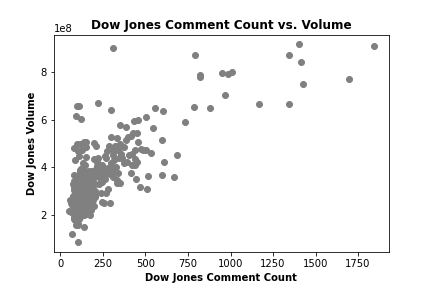 Dow Jones Comment Count vs. Volume
1e8
8
6
4
2
Dow Jones Volume
0 250 500 750 1000 1250 1500 1750
Dow Jones Comment Count